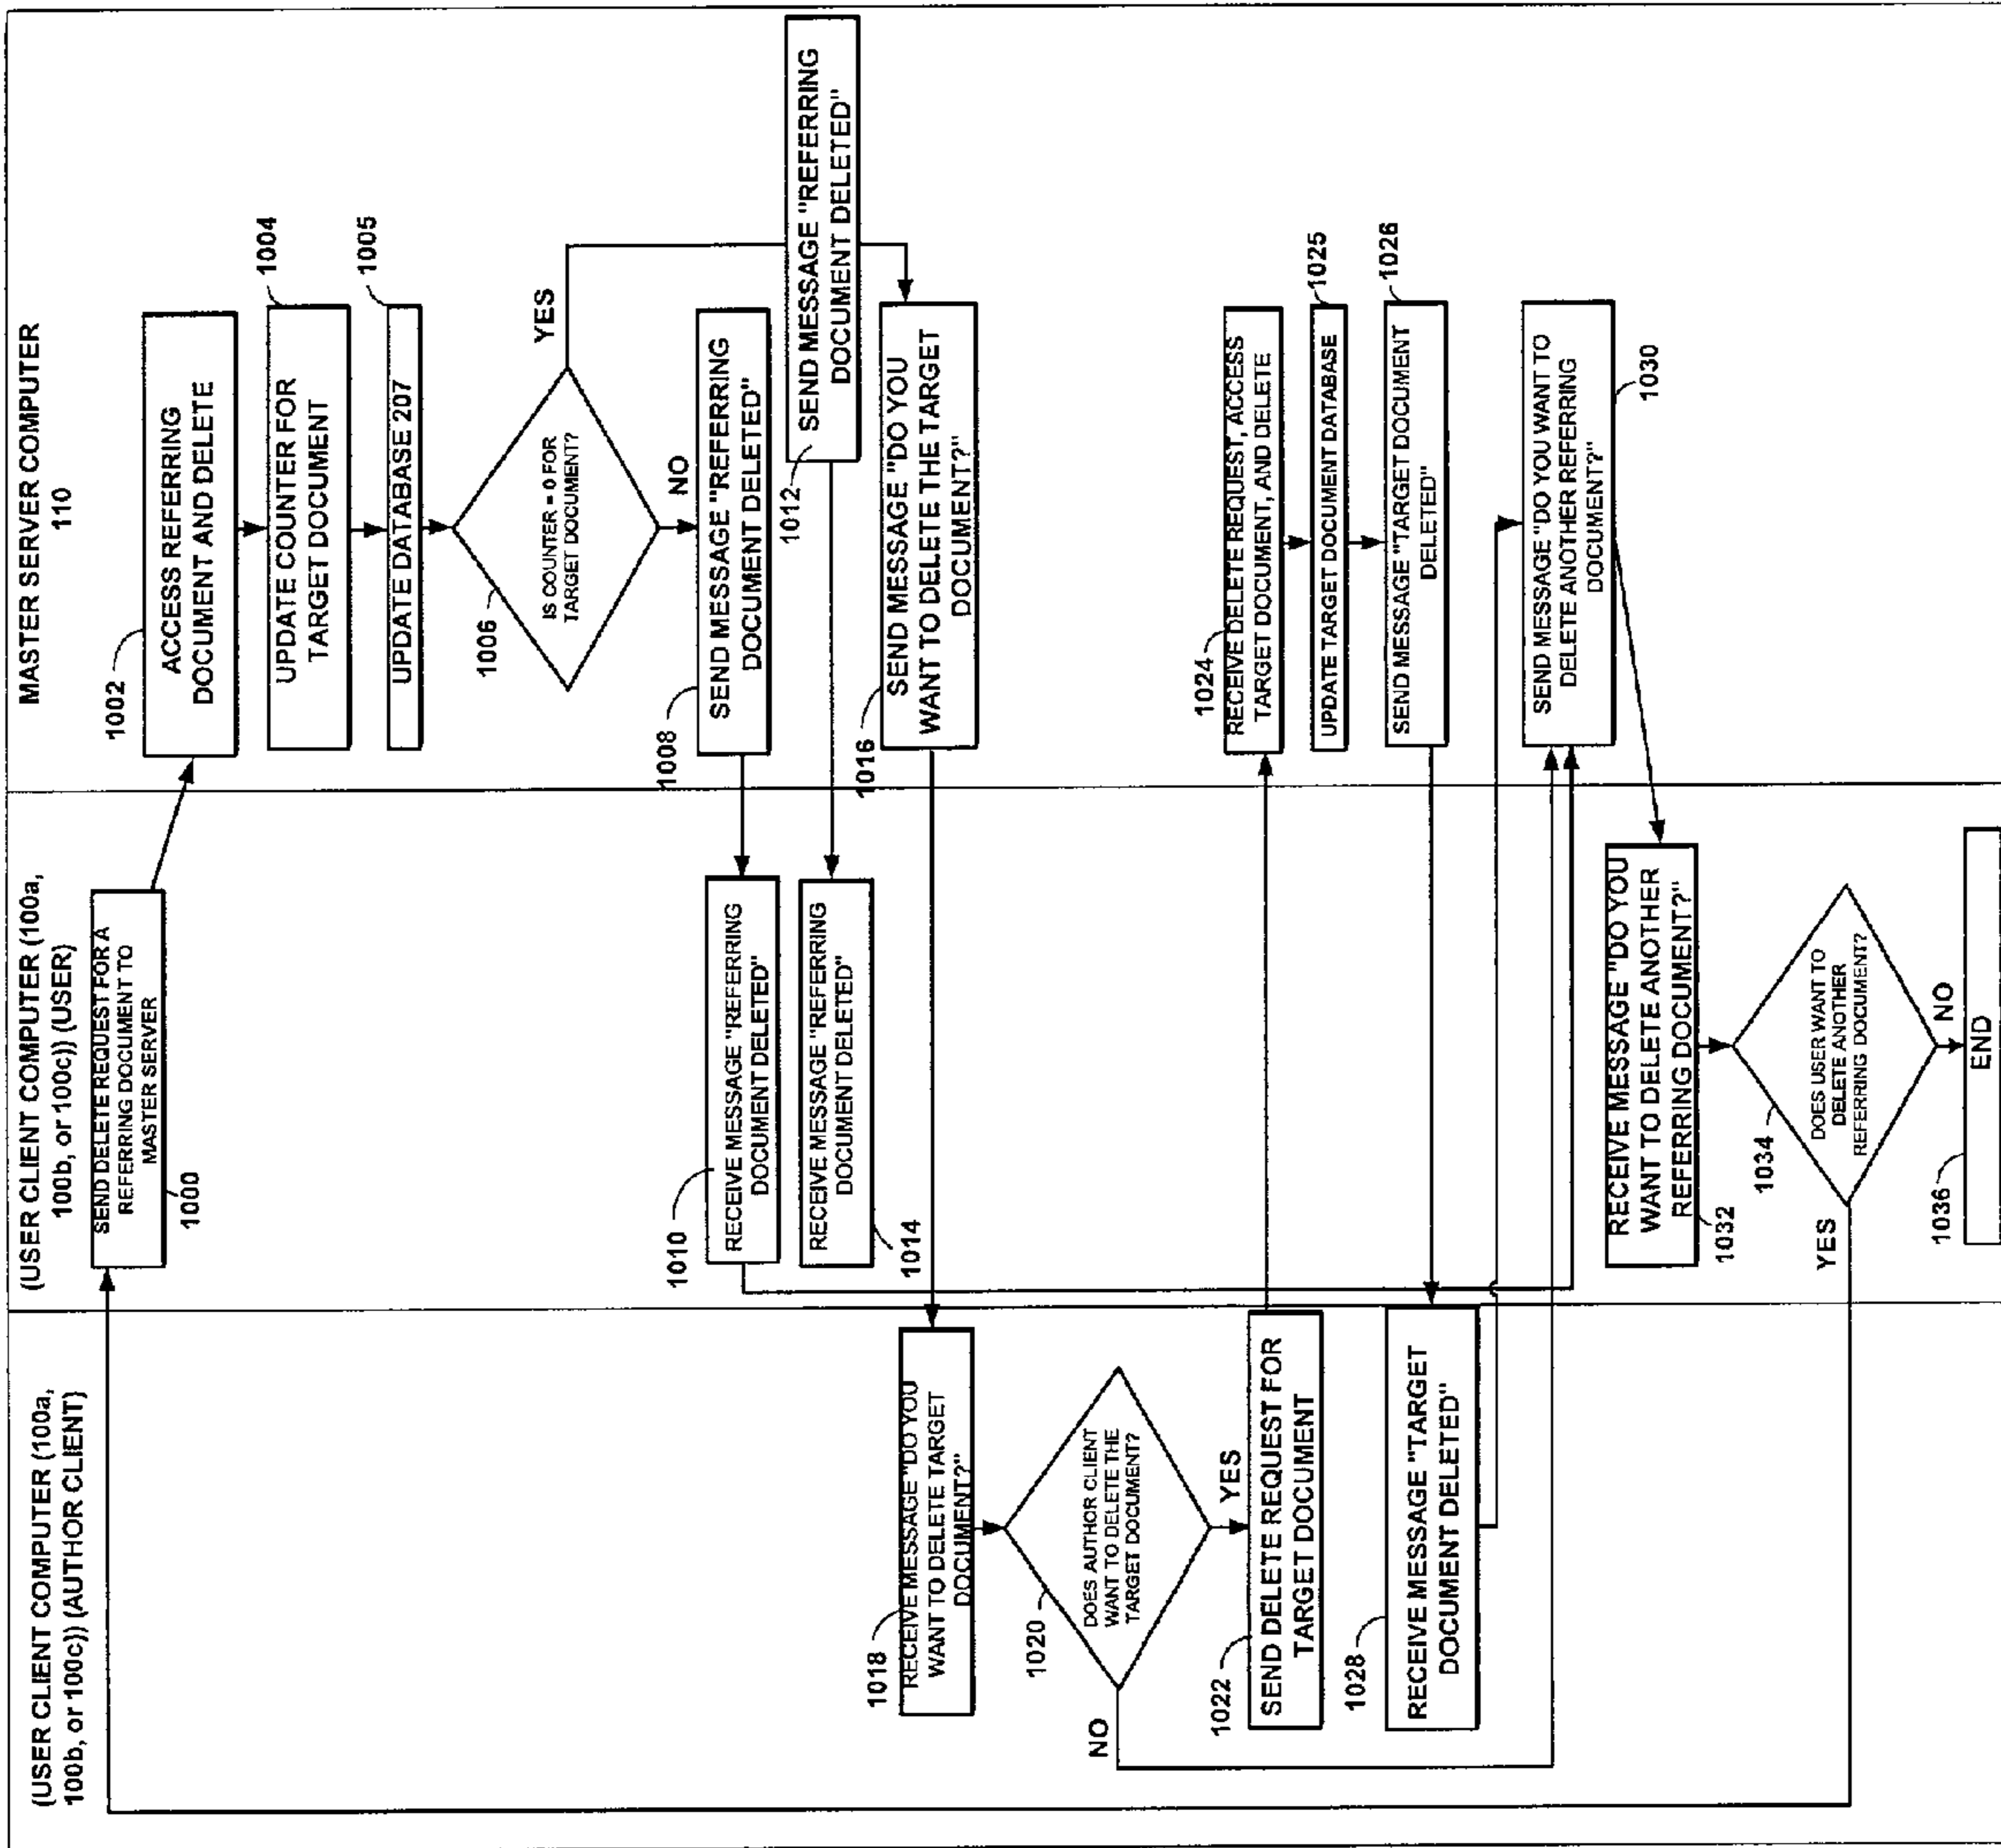 (USER CLIENT COMPUTER (100a,
100b, or 100c)) (AUTHOR CLIENT)
(USER CLIENT COMPUTER (100a,
100b, or 100c)) (USER)
MASTER SERVER COMPUTER
110
SEND DELETE REQUEST FOR A
REFERRING DOCUMENT TO
MASTER SERVER
1000
1002
ACCESS REFERRING
DOCUMENT AND DELETE
1004
UPDATE COUNTER FOR
TARGET DOCUMENT
1005
UPDATE DATABASE 207
1006
IS COUNTER = 0 FOR
TARGET DOCUMENT?
YES
NO
1008
SEND MESSAGE "REFERRING
DOCUMENT DELETED"
1010
RECEIVE MESSAGE "REFERRING
DOCUMENT DELETED"
1012
SEND MESSAGE "REFERRING
DOCUMENT DELETED"
RECEIVE MESSAGE "REFERRING
DOCUMENT DELETED"
1014
1016
SEND MESSAGE "DO YOU
WANT TO DELETE THE TARGET
DOCUMENT?"
1018
RECEIVE MESSAGE "DO YOU
WANT TO DELETE TARGET
DOCUMENT?"
1020
DOES AUTHOR CLIENT
WANT TO DELETE THE
TARGET DOCUMENT?
NO
YES
1022
SEND DELETE REQUEST FOR
TARGET DOCUMENT
1024
RECEIVE DELETE REQUEST, ACCESS
TARGET DOCUMENT, AND DELETE
1025
UPDATE TARGET DOCUMENT DATABASE
1026
SEND MESSAGE "TARGET DOCUMENT
DELETED"
1028
RECEIVE MESSAGE "TARGET
DOCUMENT DELETED"
SEND MESSAGE "DO YOU WANT TO
DELETE ANOTHER REFERRING
DOCUMENT?"
1030
RECEIVE MESSAGE "DO YOU
WANT TO DELETE ANOTHER
REFERRING DOCUMENT?"
1032
1034
DOES USER WANT TO
DELETE ANOTHER
REFERRING DOCUMENT?
YES
NO
1036
END